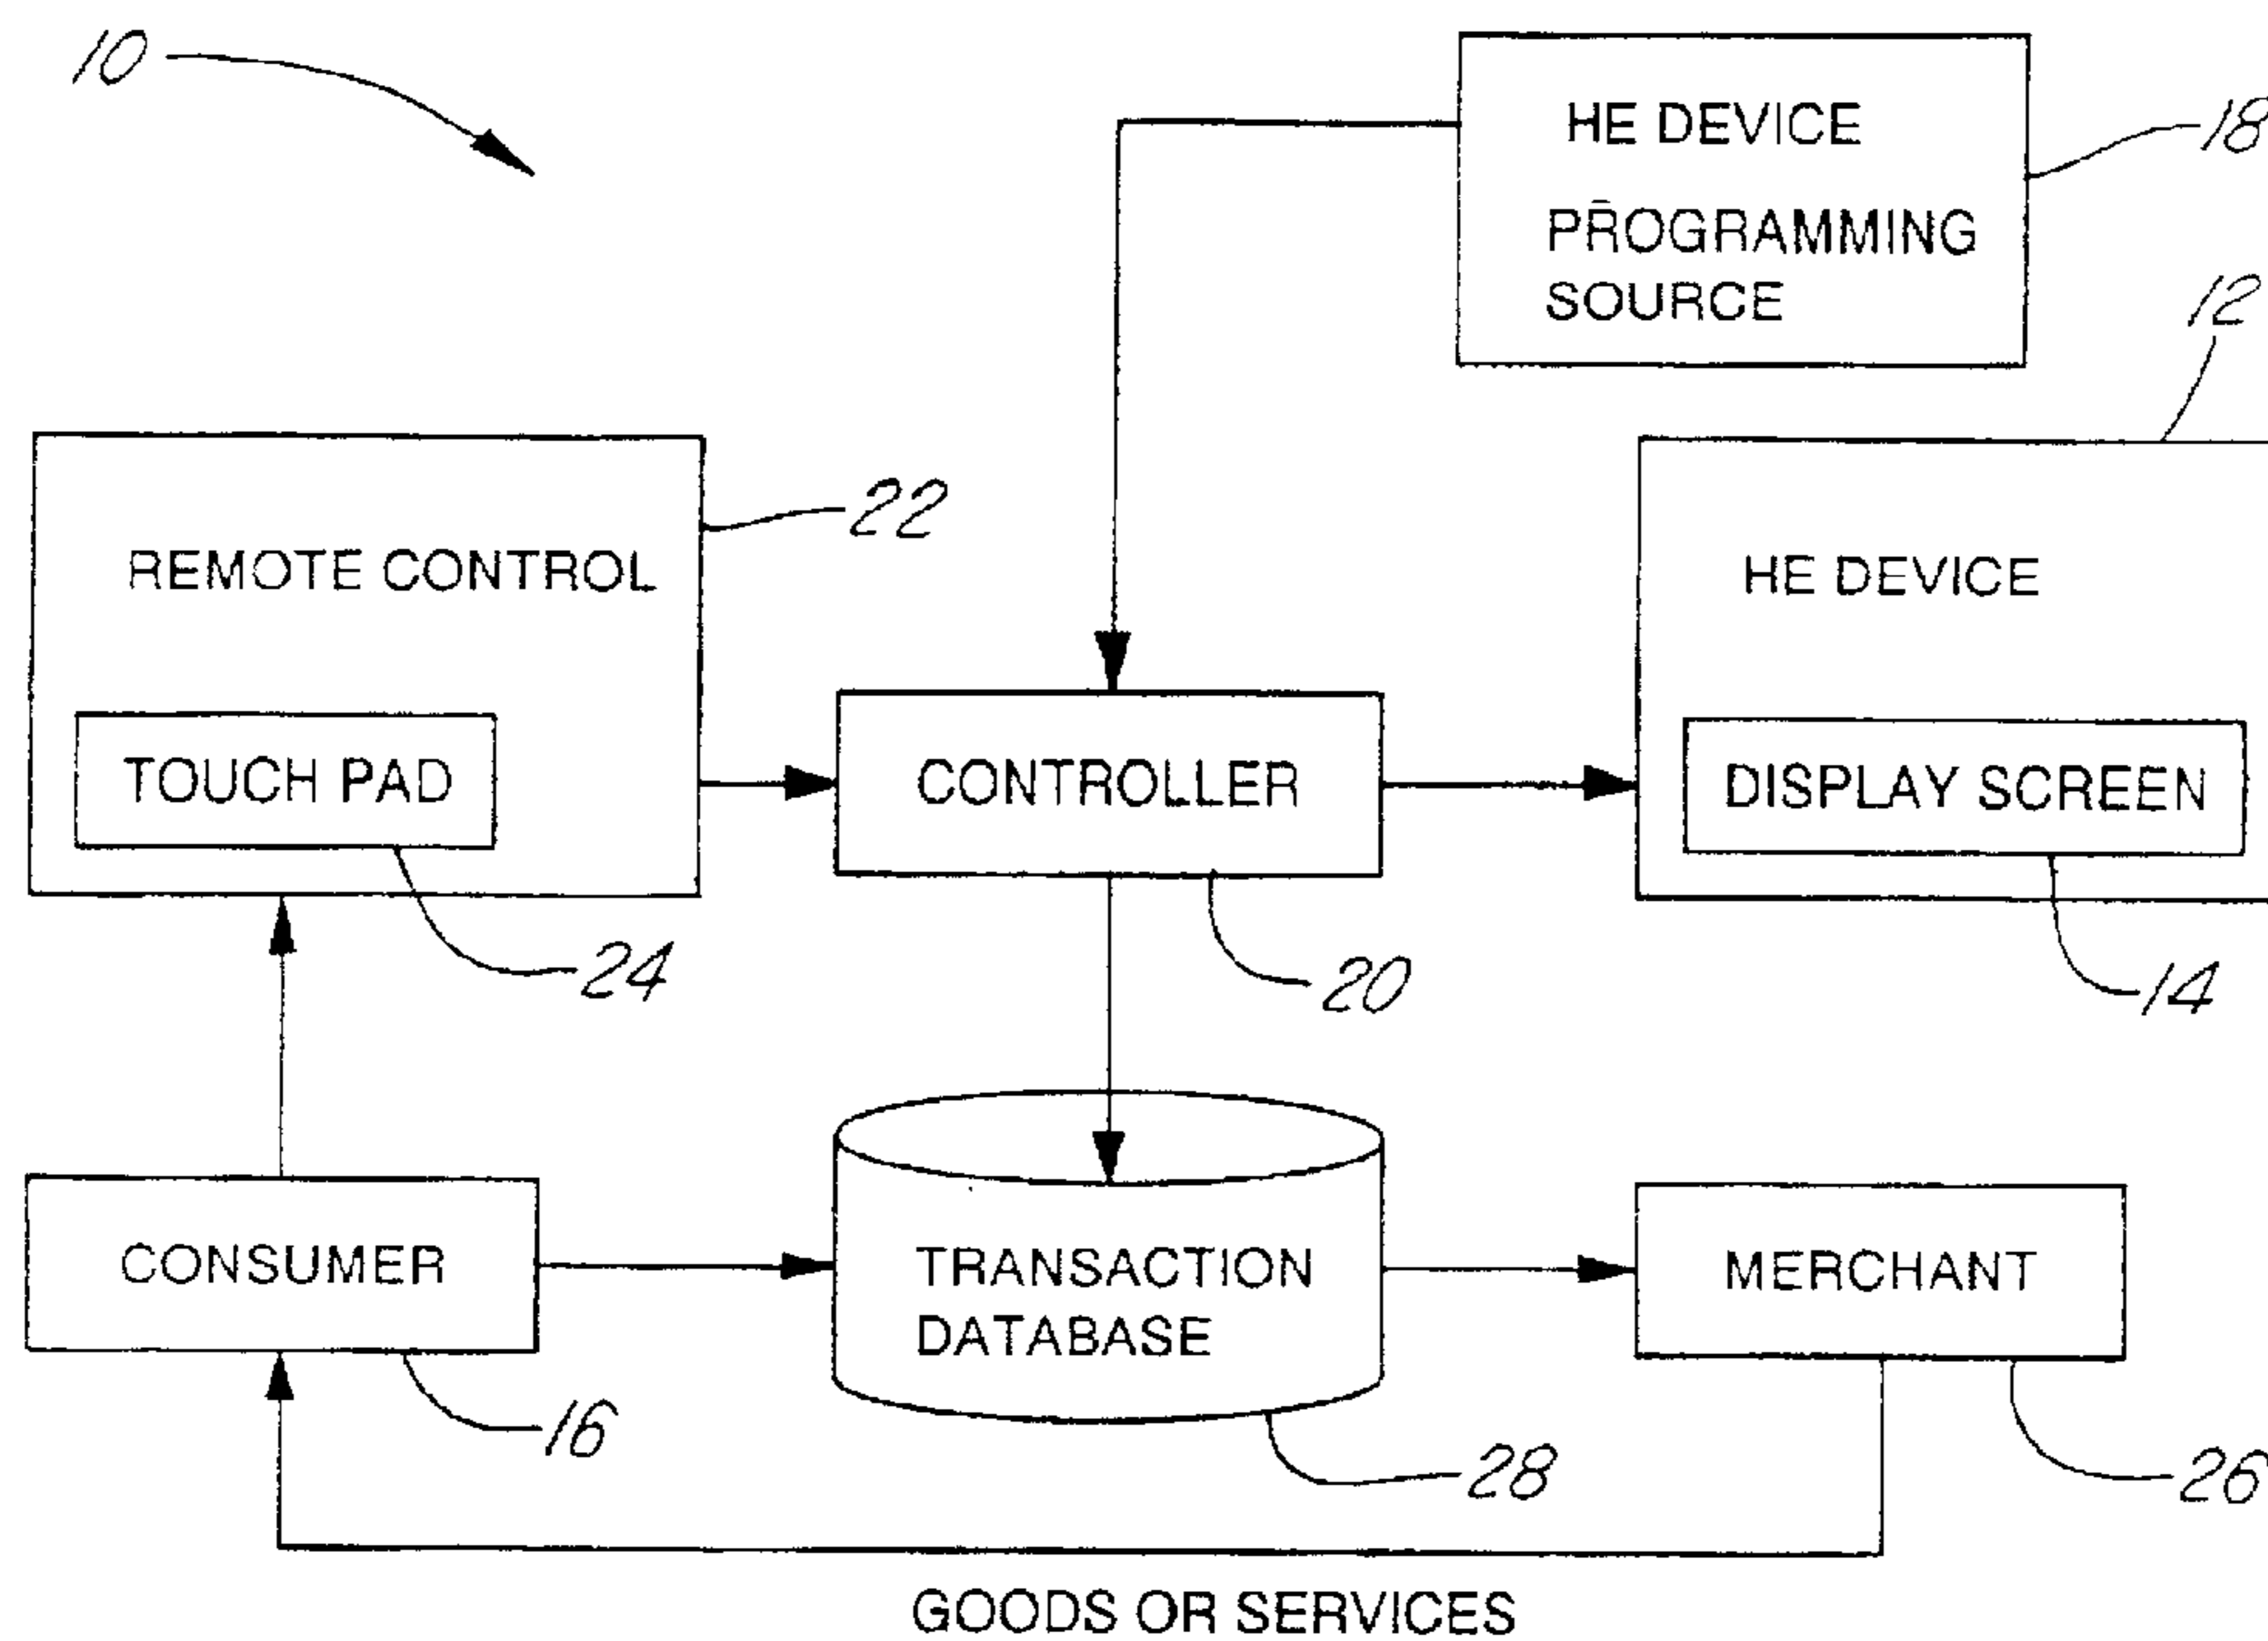 10
HE DEVICE
PROGRAMMING
SOURCE
18
12
REMOTE CONTROL
22
HE DEVICE
TOUCH PAD
CONTROLLER
DISPLAY SCREEN
24
20
14
CONSUMER
TRANSACTION
DATABASE
MERCHANT
16
28
26
GOODS OR SERVICES